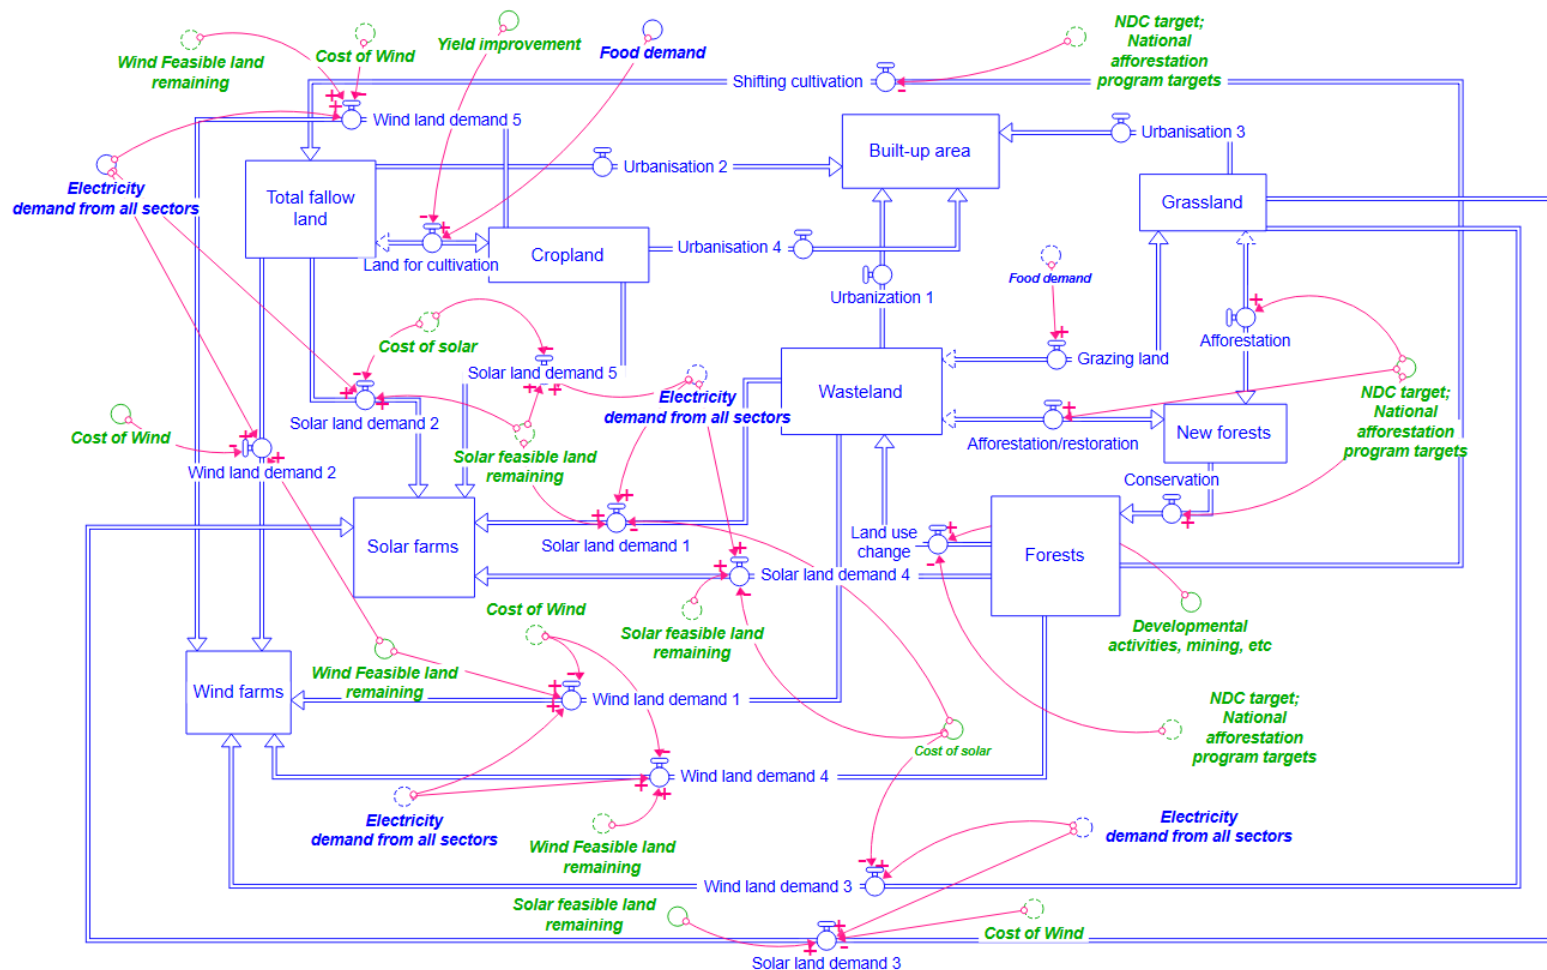 NDC target;
National
afforestation
program targets
Yield improvement
Food demand
Cost of Wind
Wind Feasible land
remaining
Shifting cultivation
Wind land demand 5
Urbanisation 3
Built-up area
Urbanisation 2
Electricity
demand from all sectors
Total fallow
land
Grassland
Cropland
Urbanisation 4
Land for cultivation
Food demand
Urbanization 1
Afforestation
Cost of solar
Grazing land
Solar land demand 5
Wasteland
Electricity
demand from all sectors
NDC target;
National
afforestation
program targets
Solar land demand 2
Cost of Wind
New forests
Afforestation/restoration
Solar feasible land
remaining
Wind land demand 2
Conservation
Land use
change
Solar farms
Solar land demand 1
Forests
Solar land demand 4
Cost of Wind
Solar feasible land
remaining
Developmental
activities, mining, etc
Wind Feasible land
remaining
Wind farms
Wind land demand 1
NDC target;
National
afforestation
program targets
Cost of solar
Wind land demand 4
Electricity
demand from all sectors
Electricity
demand from all sectors
Wind Feasible land
remaining
Wind land demand 3
Solar feasible land
remaining
Cost of Wind
Solar land demand 3